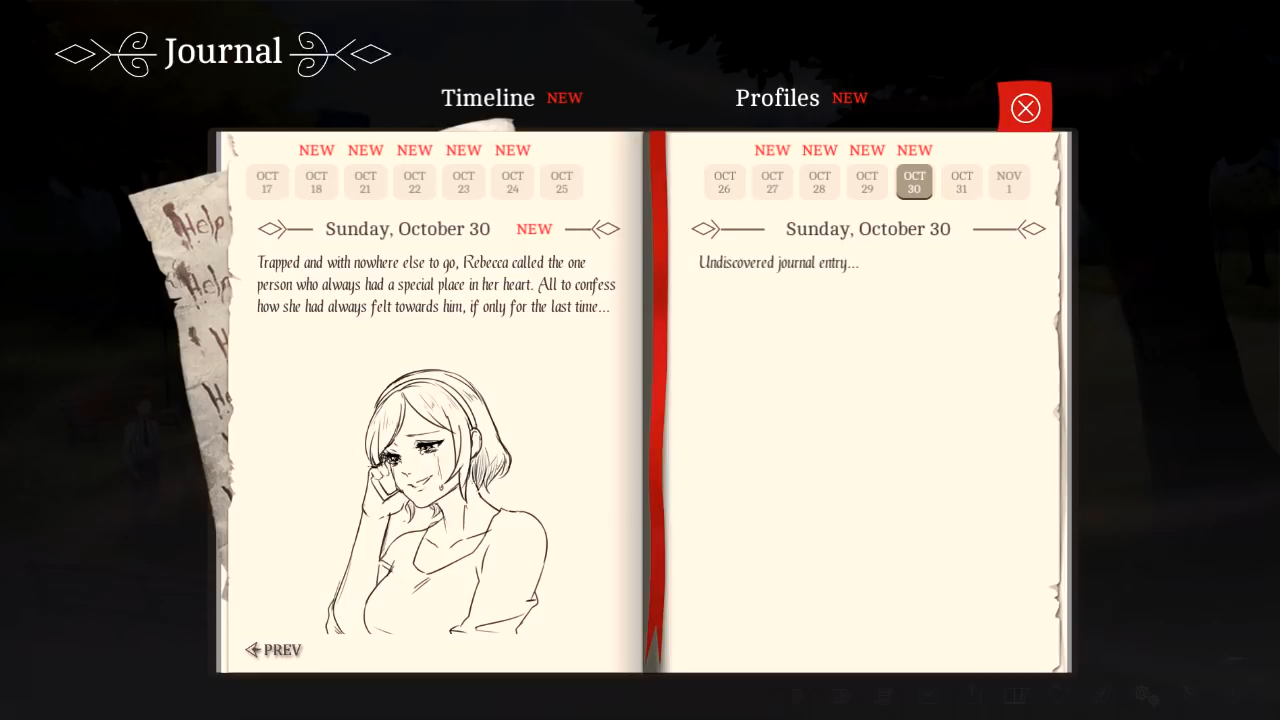 Journal
Timeline NEW
Profiles NEW
NEW NEW NEW NEW NEW
OCT 17 OCT 18 OCT 21 OCT 22 OCT 23 OCT 24 OCT 25
Sunday, October 30 NEW
Trapped and with nowhere else to go, Rebecca called the one
person who always had a special place in her heart. All to confess
how she had always felt towards him, if only for the last time...
PREV
NEW NEW NEW NEW
OCT 26 OCT 27 OCT 28 OCT 29 OCT 30 OCT 31 NOV 1
Sunday, October 30
Undiscovered journal entry...
Help
Help